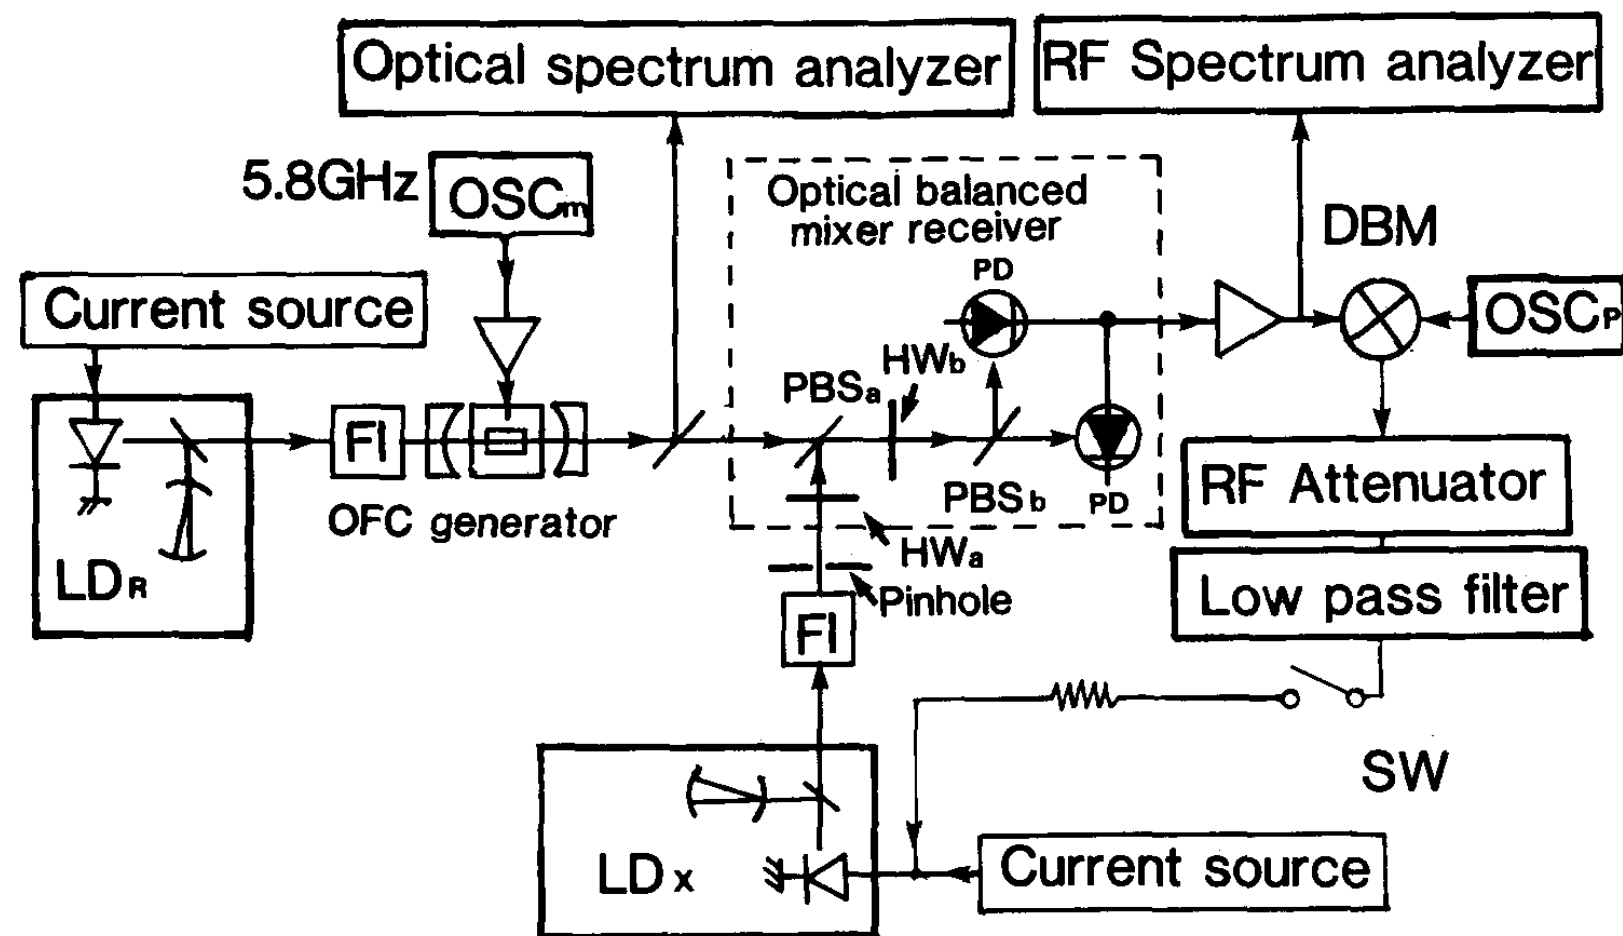 Optical spectrum analyzer
RF Spectrum analyzer
5.8GHz
OSCm
Optical balanced
mixer receiver
DBM
PD
Current source
OSCP
HWb
PBSa
FI
PBSb
PD
RF Attenuator
OFC generator
HWa
LDR
Low pass filter
Pinhole
FI
SW
LDx
Current source